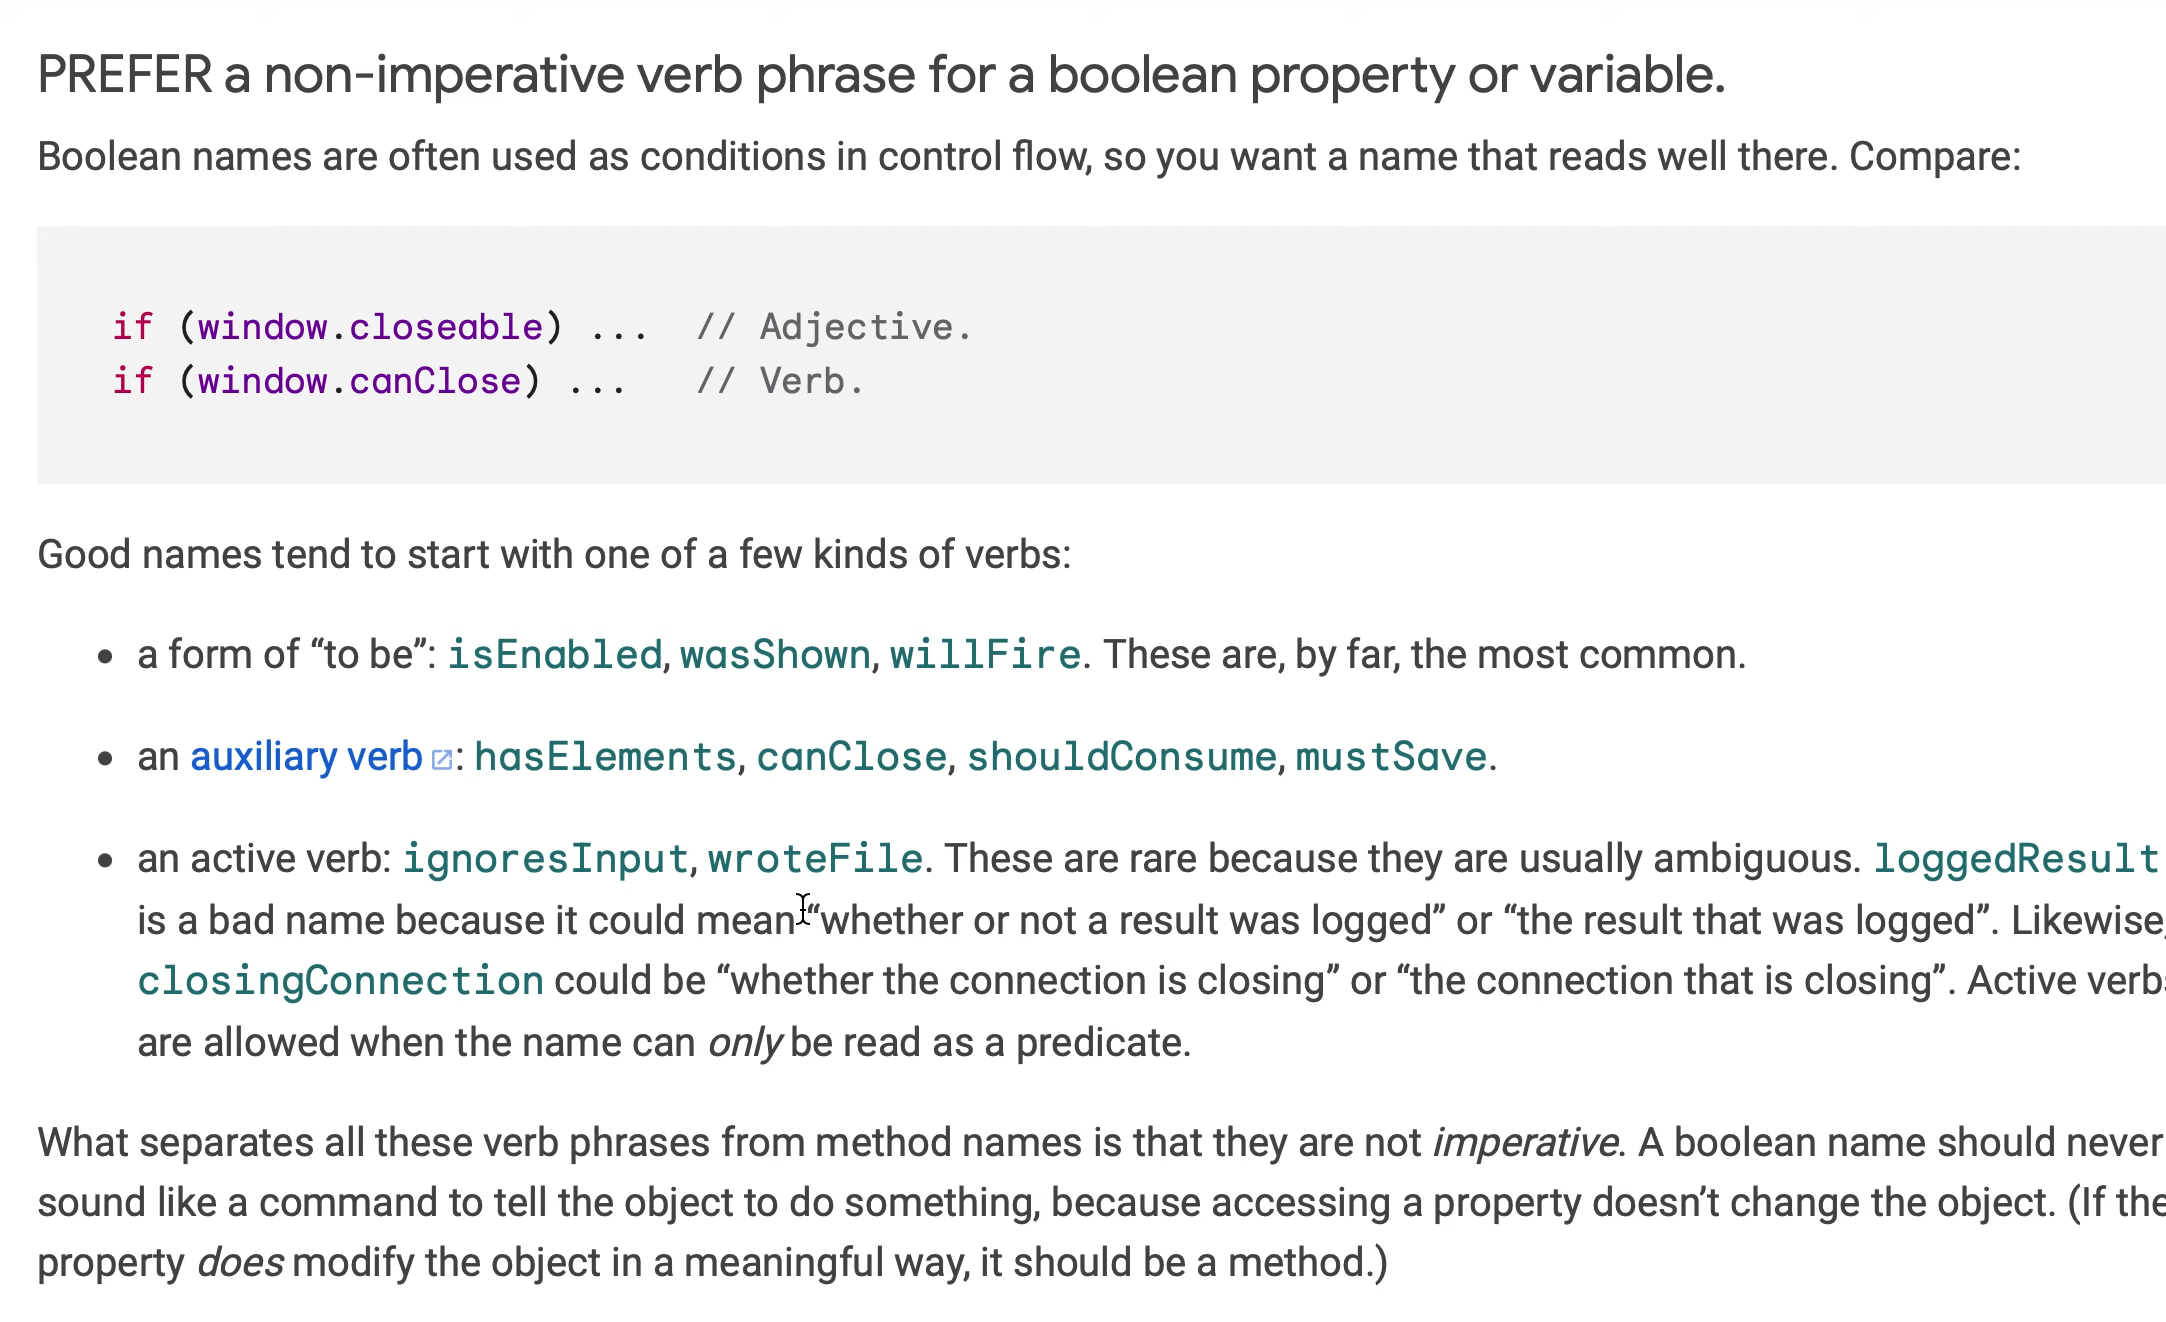 PREFER a non-imperative verb phrase for a boolean property or variable.
Boolean names are often used as conditions in control flow, so you want a name that reads well there. Compare:
if (window.closeable) ...  // Adjective.
if (window.canClose) ...   // Verb.
Good names tend to start with one of a few kinds of verbs:
• a form of “to be”: isEnabled, wasShown, willFire. These are, by far, the most common.
• an auxiliary verb: hasElements, canClose, shouldConsume, mustSave.
• an active verb: ignoresInput, wroteFile. These are rare because they are usually ambiguous. loggedResult
is a bad name because it could mean “whether or not a result was logged” or “the result that was logged”. Likewise,
closingConnection could be “whether the connection is closing” or “the connection that is closing”. Active verbs
are allowed when the name can only be read as a predicate.
What separates all these verb phrases from method names is that they are not imperative. A boolean name should never
sound like a command to tell the object to do something, because accessing a property doesn’t change the object. (If the
property does modify the object in a meaningful way, it should be a method.)